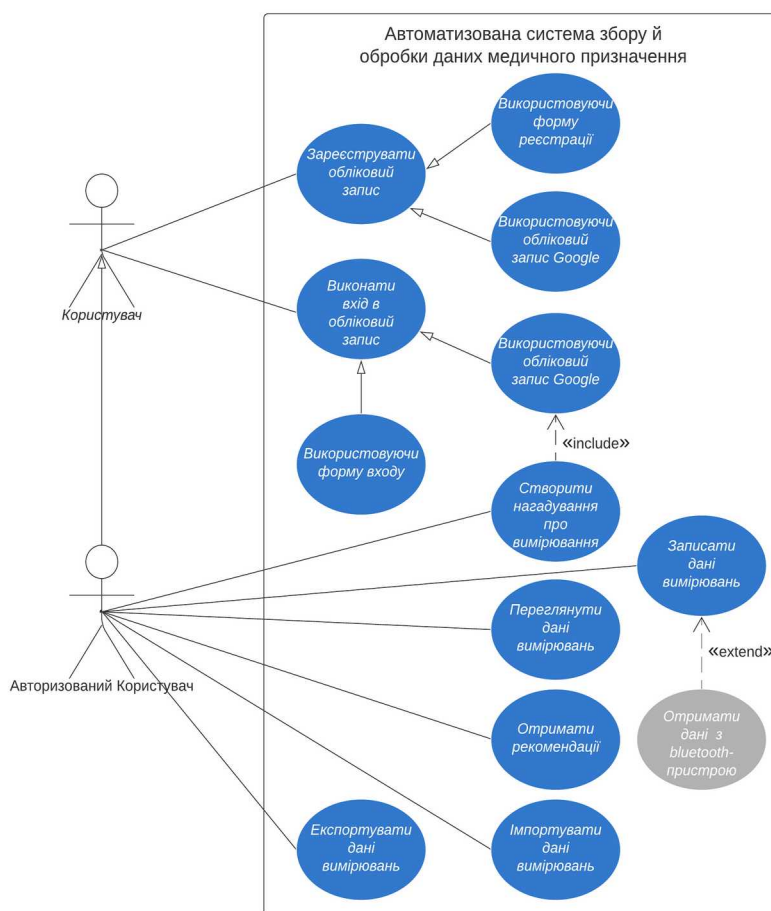 Автоматизована система збору й
обробки даних медичного призначення
Використовуючи
форму
реєстрації
Зареєструвати
обліковий
запис
Використовуючи
обліковий
запис Google
Користувач
Виконати
вхід в
обліковий
запис
Використовуючи
обліковий
запис Google
«include»
Використовуючи
форму входу
Створити
нагадування
про
вимірювання
Записати
дані
вимірювань
Переглянути
дані
вимірювань
«extend»
Авторизований Користувач
Отримати
рекомендації
Отримати
дані з
bluetooth-
пристрою
Експортувати
дані
вимірювань
Імпортувати
дані
вимірювань